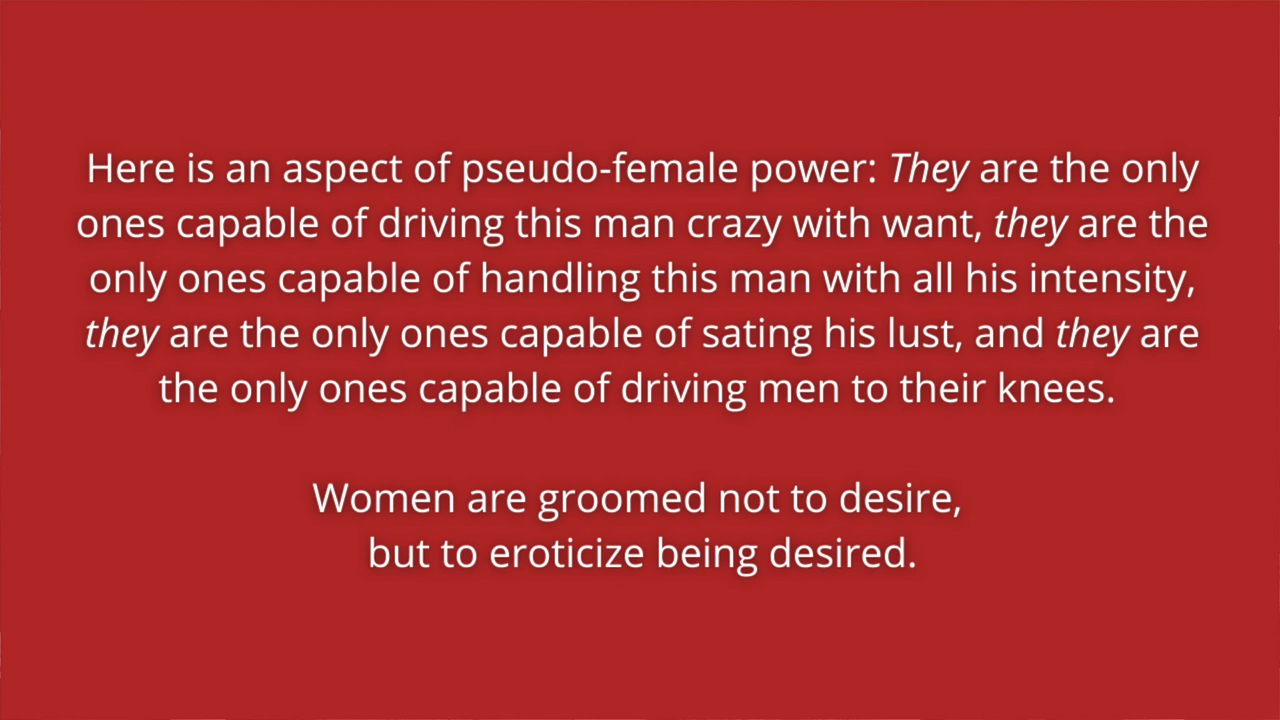 Here is an aspect of pseudo-female power: They are the only
ones capable of driving this man crazy with want, they are the
only ones capable of handling this man with all his intensity,
they are the only ones capable of sating his lust, and they are
the only ones capable of driving men to their knees.
Women are groomed not to desire,
but to eroticize being desired.